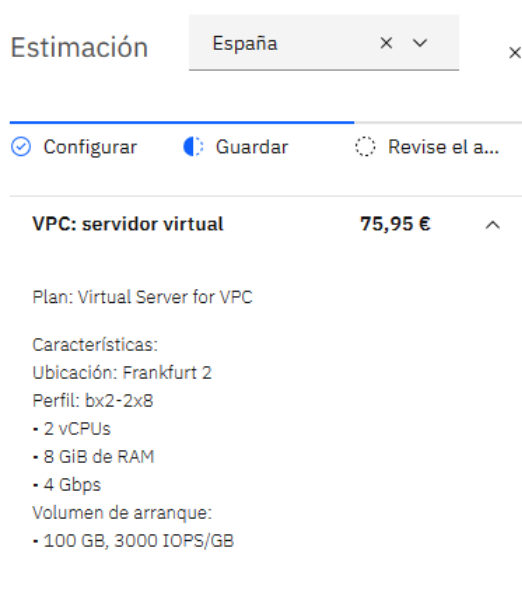 Estimación
España
Configurar
Guardar
Revise el a...
VPC: servidor virtual 75,95 €
Plan: Virtual Server for VPC
Características:
Ubicación: Frankfurt 2
Perfil: bx2-2x8
• 2 vCPUs
• 8 GiB de RAM
• 4 Gbps
Volumen de arranque:
• 100 GB, 3000 IOPS/GB